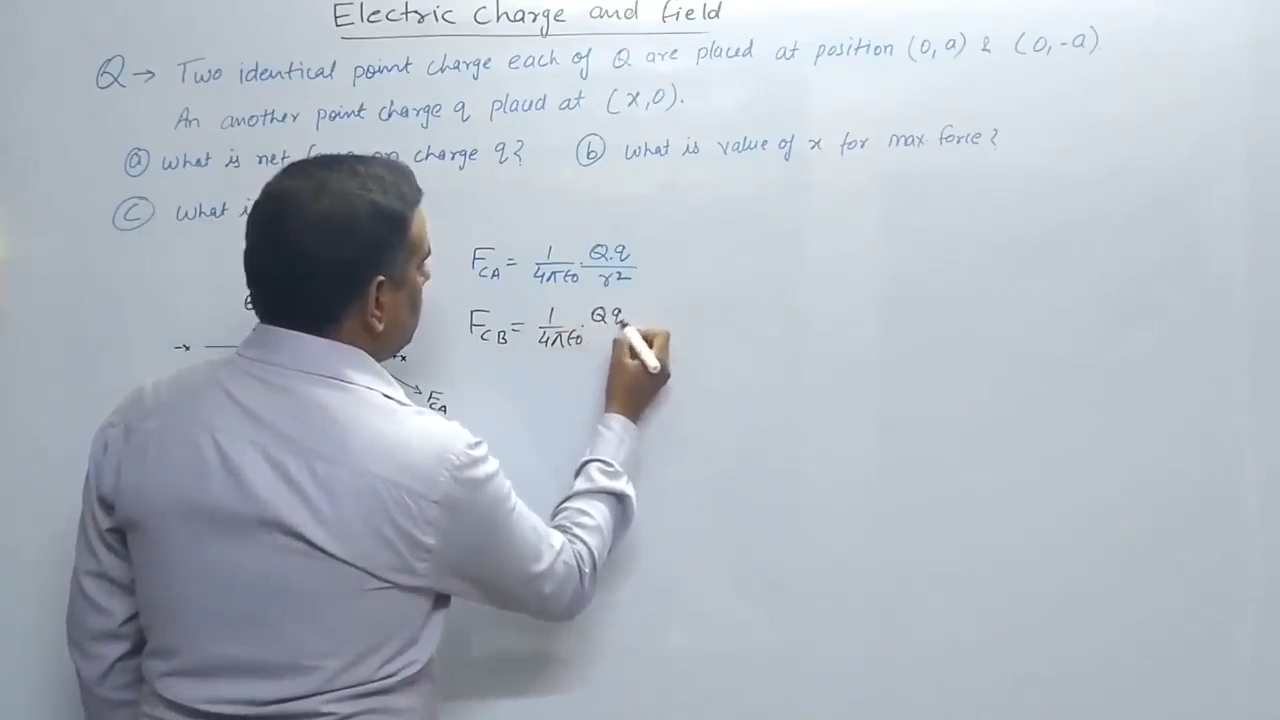 Electric Charge and field
Q → Two identical point charge each of Q are placed at position (0, a) & (0, -a)
An another point charge q placed at (x,0).
(a) What is net on charge q? (b) What is value of x for max force?
(c) What
F_CA = 1/4πε0 . Q.q/r2
F_CB = 1/4πε0 . Qq
-x +x
F_CA